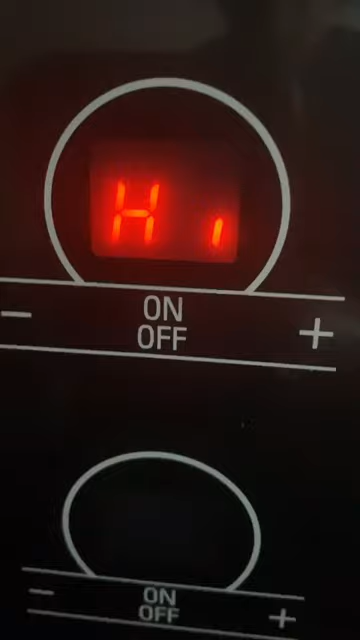 Hi
- ON OFF +
- ON OFF +